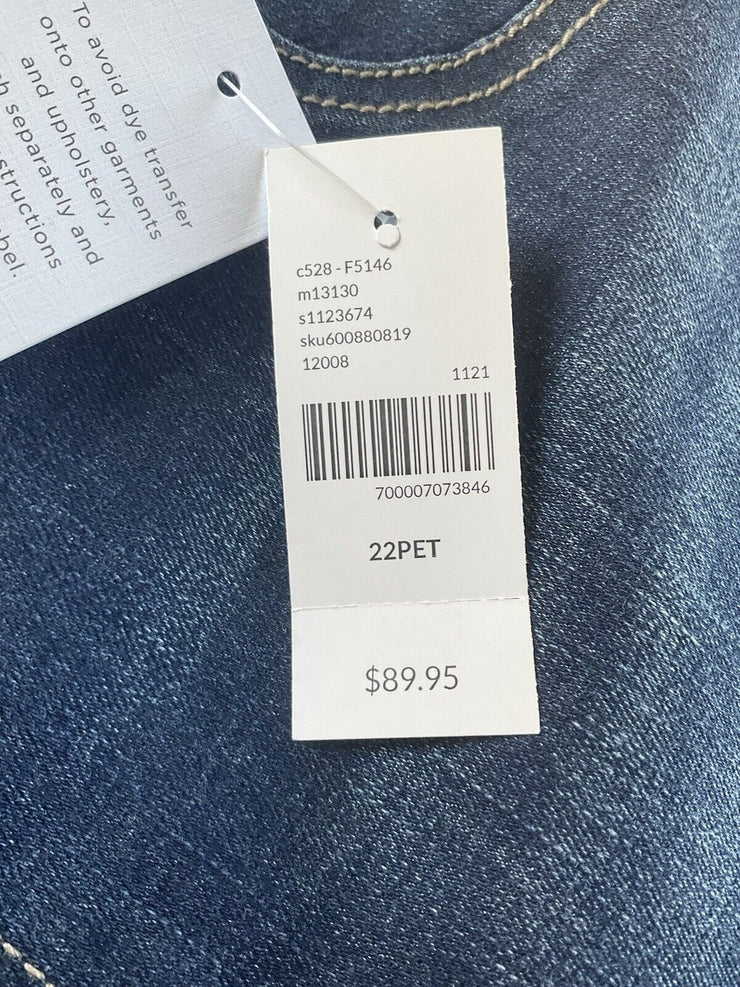 To avoid dye transfer
onto other garments
and upholstery,
separately and
bel.
c528 - F5146
m13130
s1123674
sku600880819
12008
1121
700007073846
22PET
$89.95